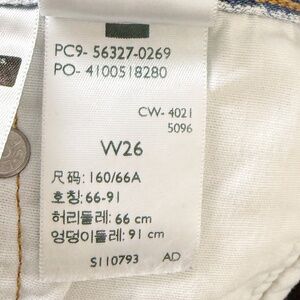 PC9- 56327-0269
PO- 4100518280
CW- 4021
5096
W26
尺码: 160/66A
호칭: 66-91
허리둘레: 66 cm
엉덩이둘레: 91 cm
S110793 AD